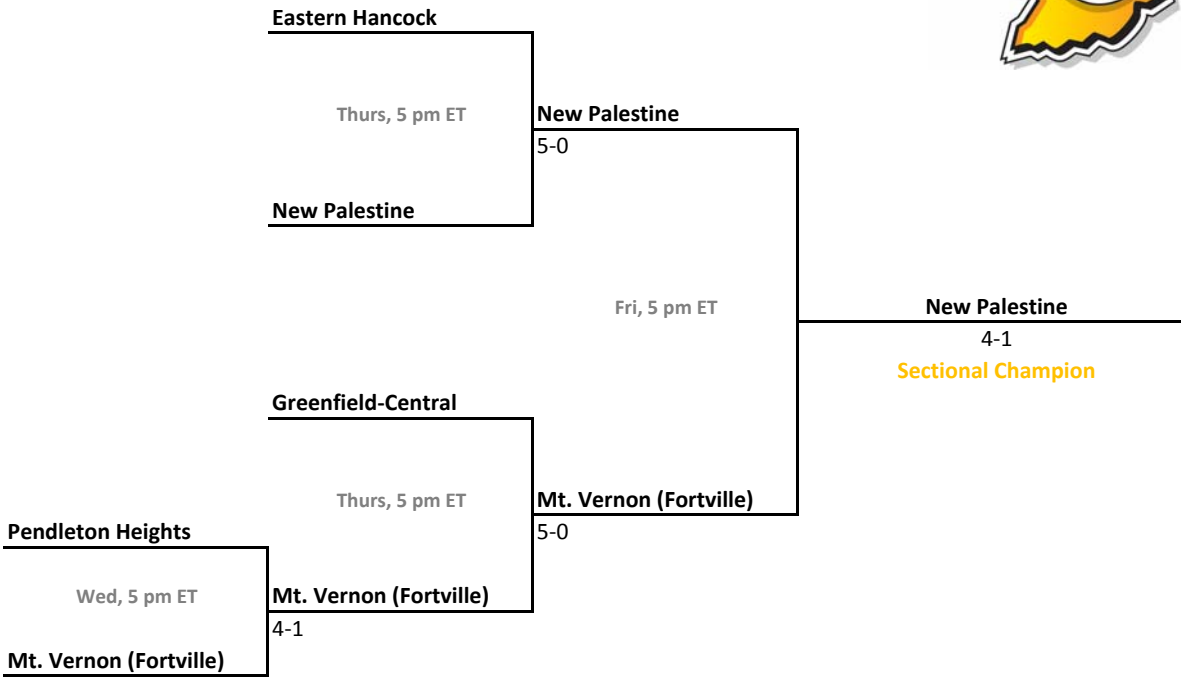 Eastern Hancock
Thurs, 5 pm ET
New Palestine
5-0
New Palestine
Fri, 5 pm ET
New Palestine
4-1
Sectional Champion
Greenfield-Central
Thurs, 5 pm ET
Mt. Vernon (Fortville)
5-0
Pendleton Heights
Wed, 5 pm ET
Mt. Vernon (Fortville)
4-1
Mt. Vernon (Fortville)